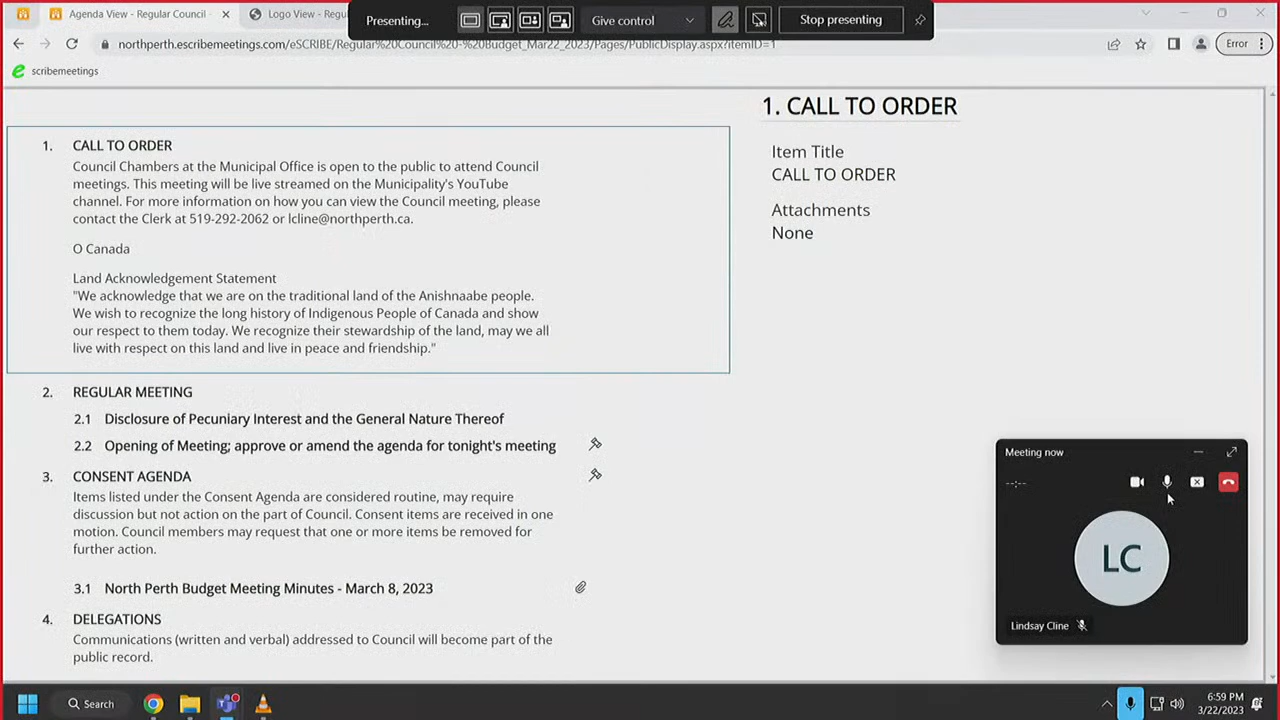 Agenda View - Regular Council -
Logo View - Regu
Presenting...
Give control
Stop presenting
northperth.escribemeetings.com/eSCRIBE/Regular%20Council%20-%20Budget_Mar22_2023/Pages/PublicDisplay.aspx?itemID=1
Error
scribemeetings
1. CALL TO ORDER
Council Chambers at the Municipal Office is open to the public to attend Council
meetings. This meeting will be live streamed on the Municipality's YouTube
channel. For more information on how you can view the Council meeting, please
contact the Clerk at 519-292-2062 or lcline@northperth.ca.
O Canada
Land Acknowledgement Statement
"We acknowledge that we are on the traditional land of the Anishnaabe people.
We wish to recognize the long history of Indigenous People of Canada and show
our respect to them today. We recognize their stewardship of the land, may we all
live with respect on this land and live in peace and friendship."
2. REGULAR MEETING
2.1 Disclosure of Pecuniary Interest and the General Nature Thereof
2.2 Opening of Meeting; approve or amend the agenda for tonight's meeting
3. CONSENT AGENDA
Items listed under the Consent Agenda are considered routine, may require
discussion but not action on the part of Council. Consent items are received in one
motion. Council members may request that one or more items be removed for
further action.
3.1 North Perth Budget Meeting Minutes - March 8, 2023
4. DELEGATIONS
Communications (written and verbal) addressed to Council will become part of the
public record.
1. CALL TO ORDER
Item Title
CALL TO ORDER
Attachments
None
Meeting now
--:--
LC
Lindsay Cline
Search
6:59 PM
3/22/2023